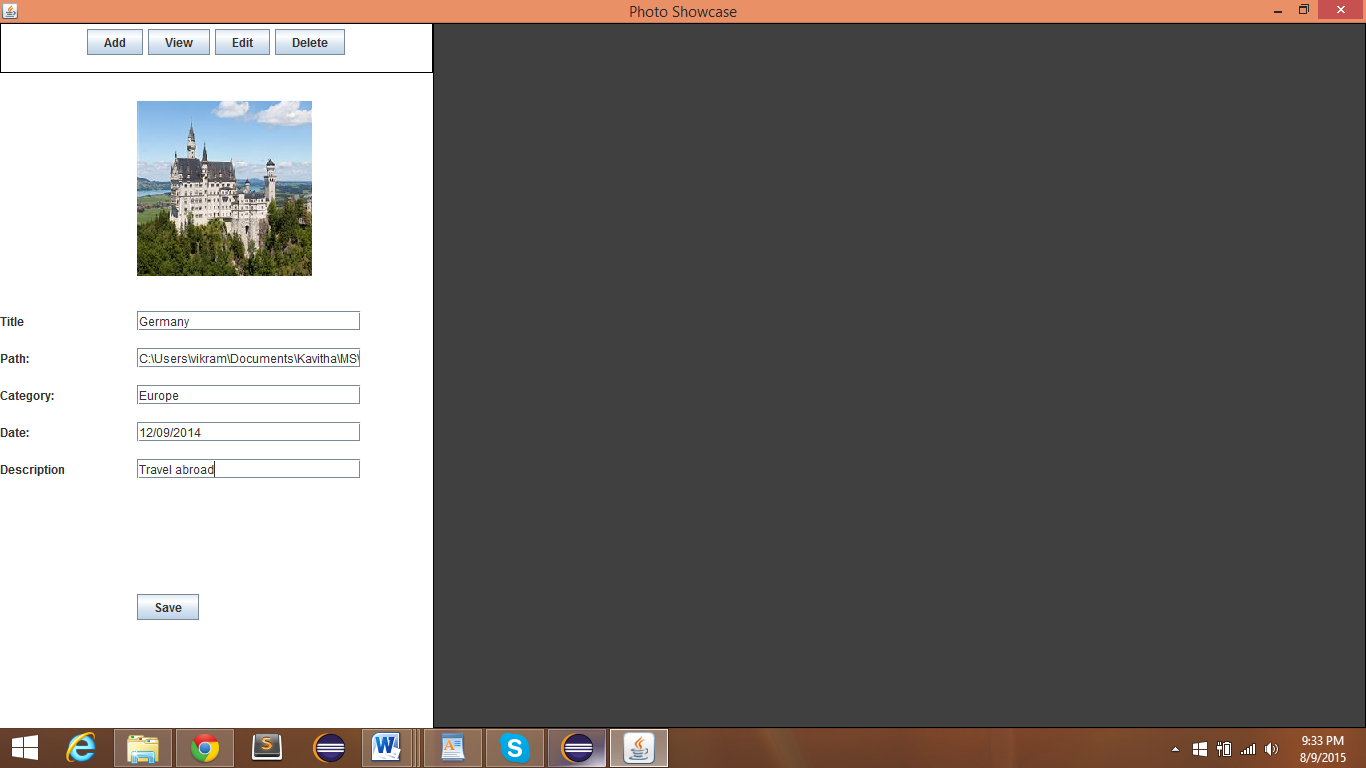 Photo Showcase
Add View Edit Delete
Title Germany
Path: C:\Users\vikram\Documents\Kavitha\MS\
Category: Europe
Date: 12/09/2014
Description Travel abroad
Save
9:33 PM
8/9/2015